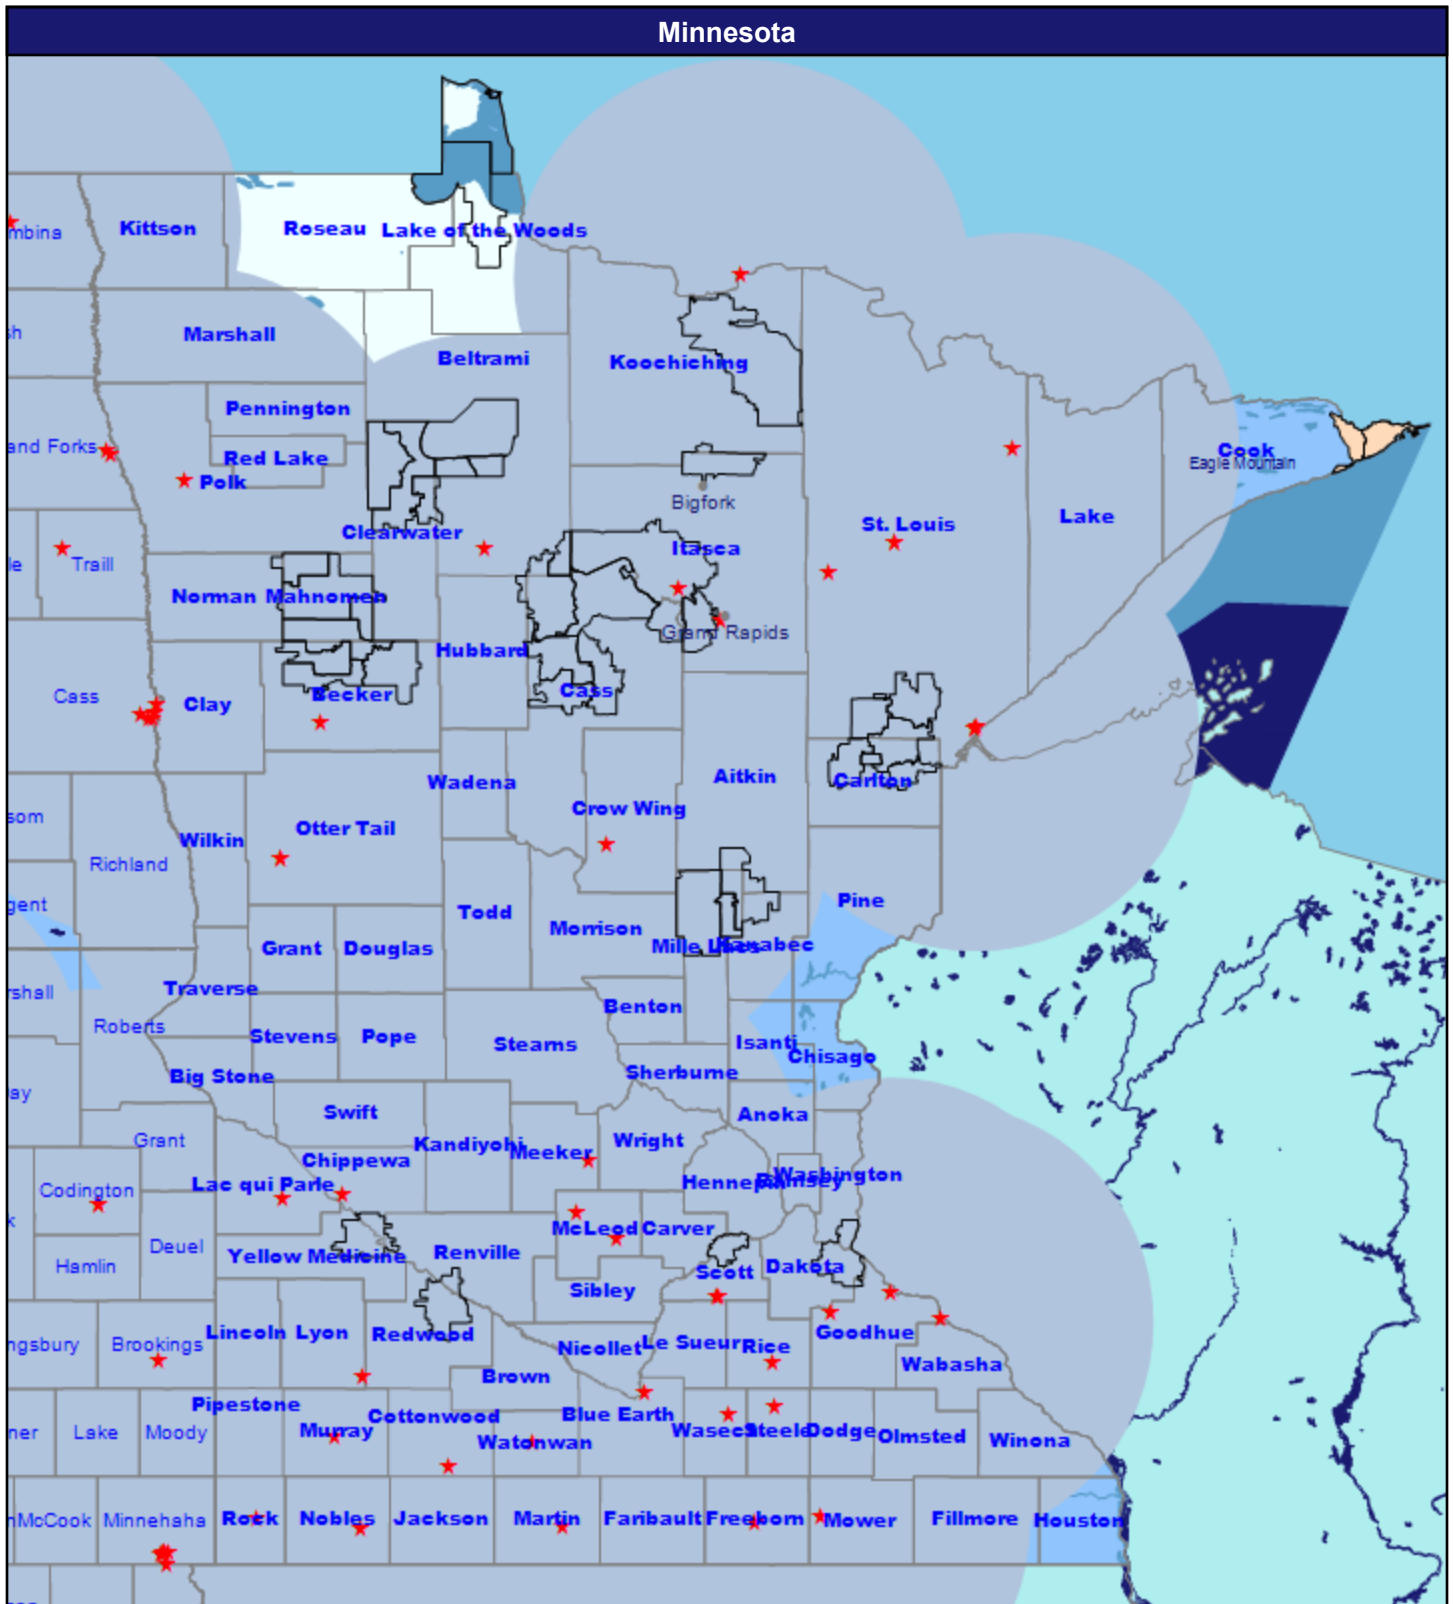 Minnesota
mbina
Kittson
Roseau
Lake of the Woods
sh
Marshall
Beltrami
Koochiching
Pennington
and Forks
Red Lake
Polk
Cook
Eagle Mountain
Bigfork
Clearwater
St. Louis
Lake
Itasca
le
Traill
Norman
Mahnomen
Grand Rapids
Hubbard
Cass
Clay
Becker
Cass
Wadena
Aitkin
Carlton
Crow Wing
som
Otter Tail
Wilkin
Richland
gent
Pine
Todd
Morrison
Grant
Douglas
Mille Lacs
Kanabec
rshall
Traverse
Benton
Roberts
Stevens
Pope
Stearns
Isanti
Chisago
Big Stone
Sherburne
ay
Swift
Anoka
Grant
Kandiyohi
Meeker
Wright
Chippewa
Codington
Lac qui Parle
Hennepin
Ramsey
Washington
k
McLeod
Carver
Deuel
Yellow Medicine
Renville
Hamlin
Scott
Dakota
Sibley
ngsbury
Brookings
Lincoln
Lyon
Redwood
Nicollet
Le Sueur
Rice
Goodhue
Wabasha
Brown
Pipestone
Cottonwood
Blue Earth
ner
Lake
Moody
Murray
Watonwan
Waseca
Steele
Dodge
Olmsted
Winona
McCook
Minnehaha
Rock
Nobles
Jackson
Martin
Faribault
Freeborn
Mower
Fillmore
Houston